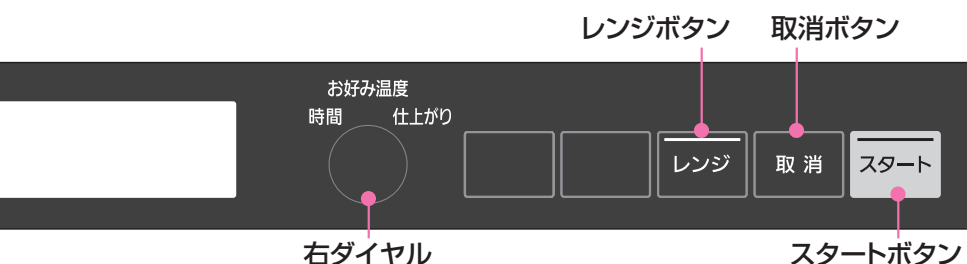 レンジボタン 取消ボタン
お好み温度
時間 仕上がり
レンジ 取消 スタート
右ダイヤル スタートボタン